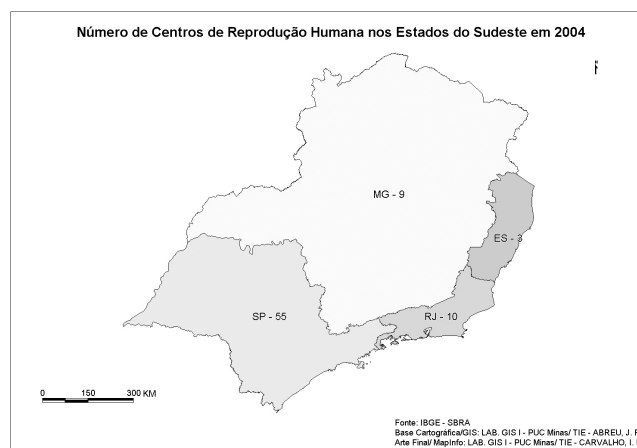 Número de Centros de Reprodução Humana nos Estados do Sudeste em 2004
MG - 9
ES - 3
SP - 55
RJ - 10
0 150 300 KM
Fonte: IBGE - SBRA
Base Cartográfica/GIS: LAB. GIS I - PUC Minas/ TIE - ABREU, J. F
Arte Final/ MapInfo: LAB. GIS I - PUC Minas/ TIE - CARVALHO, I.